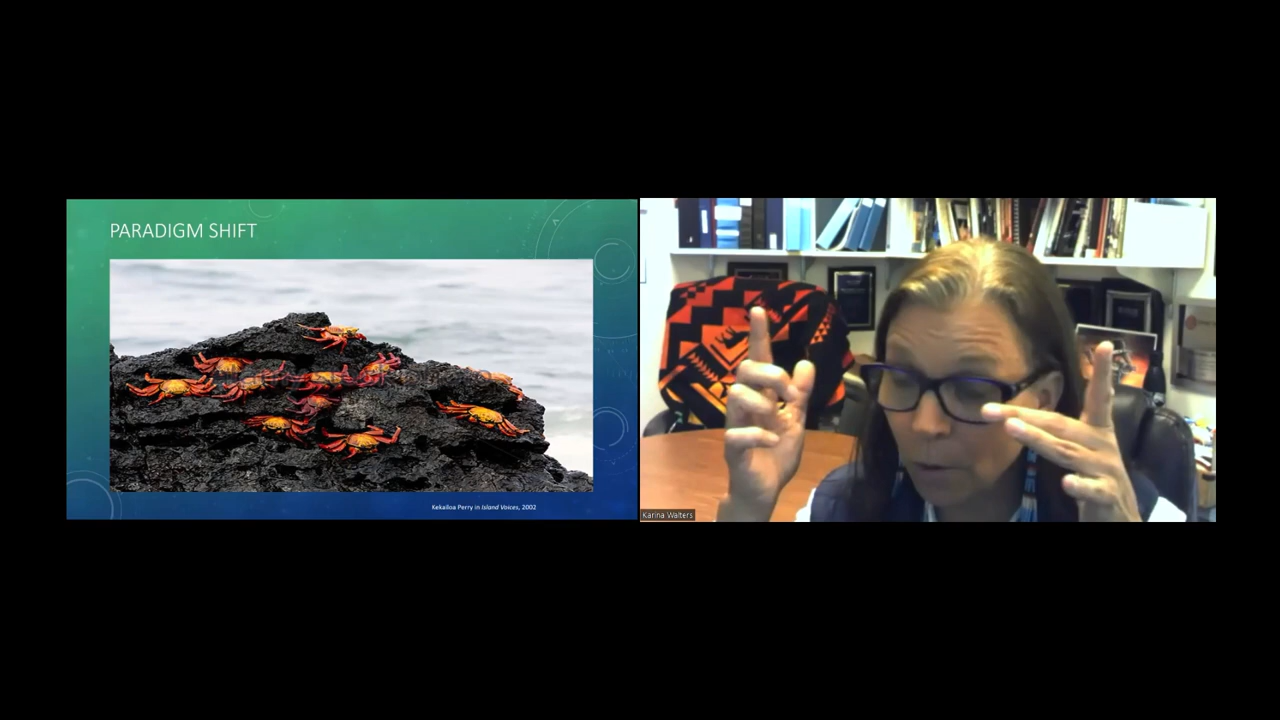 PARADIGM SHIFT
Kekailoa Perry in Island Voices, 2002
Karina Walters